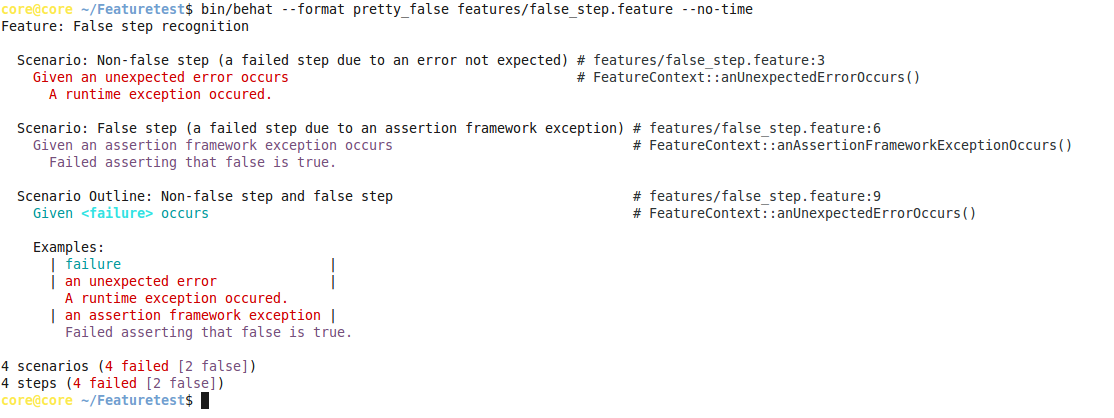 core@core ~/Featuretest$ bin/behat --format pretty_false features/false_step.feature --no-time
Feature: False step recognition
Scenario: Non-false step (a failed step due to an error not expected) # features/false_step.feature:3
Given an unexpected error occurs # FeatureContext::anUnexpectedErrorOccurs()
A runtime exception occured.
Scenario: False step (a failed step due to an assertion framework exception) # features/false_step.feature:6
Given an assertion framework exception occurs # FeatureContext::anAssertionFrameworkExceptionOccurs()
Failed asserting that false is true.
Scenario Outline: Non-false step and false step # features/false_step.feature:9
Given <failure> occurs # FeatureContext::anUnexpectedErrorOccurs()
Examples:
| failure |
| an unexpected error |
A runtime exception occured.
| an assertion framework exception |
Failed asserting that false is true.
4 scenarios (4 failed [2 false])
4 steps (4 failed [2 false])
core@core ~/Featuretest$